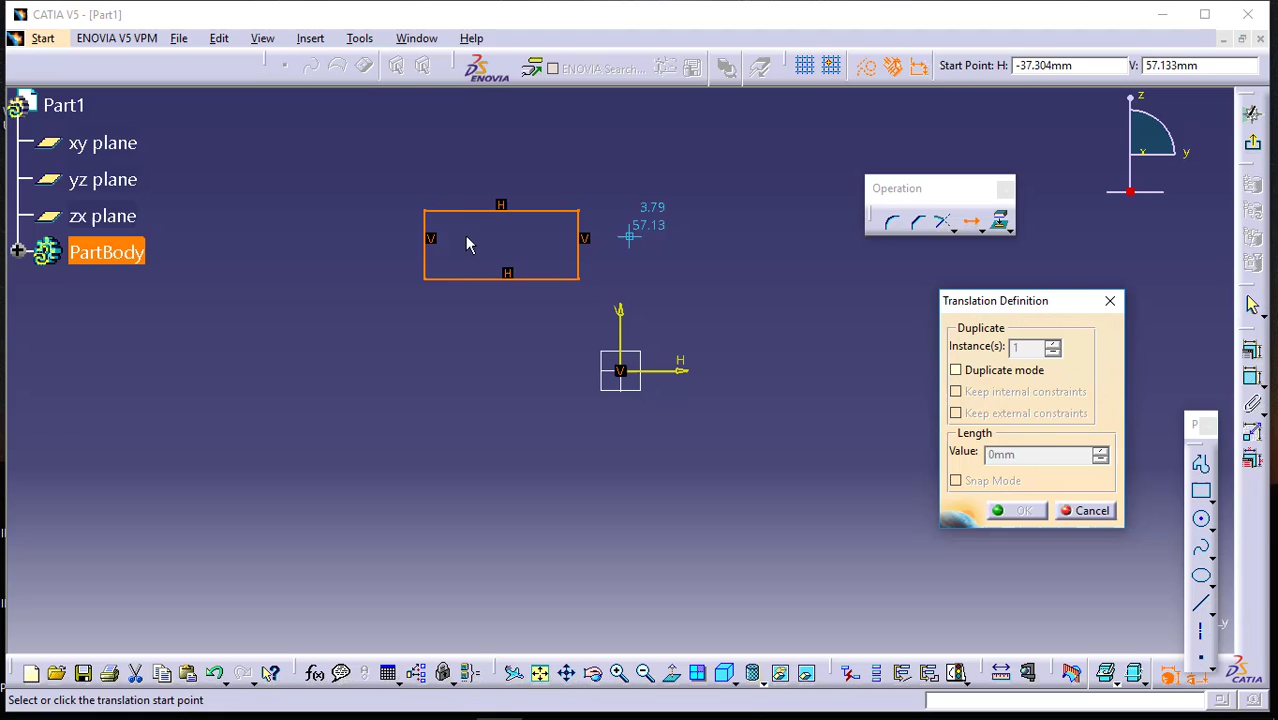 CATIA V5 - [Part1]
Start ENOVIA V5 VPM File Edit View Insert Tools Window Help
ENOVIA ENOVIA Search... Start Point: H: -37.304mm V: 57.133mm
Part1
xy plane
yz plane
zx plane
PartBody
z
x y
H
V V
H
3.79
57.13
V
H
V
Operation
Translation Definition
Duplicate
Instance(s): 1
Duplicate mode
Keep internal constraints
Keep external constraints
Length
Value: 0mm
Snap Mode
OK Cancel
P
y
f(x)
CATIA
Select or click the translation start point